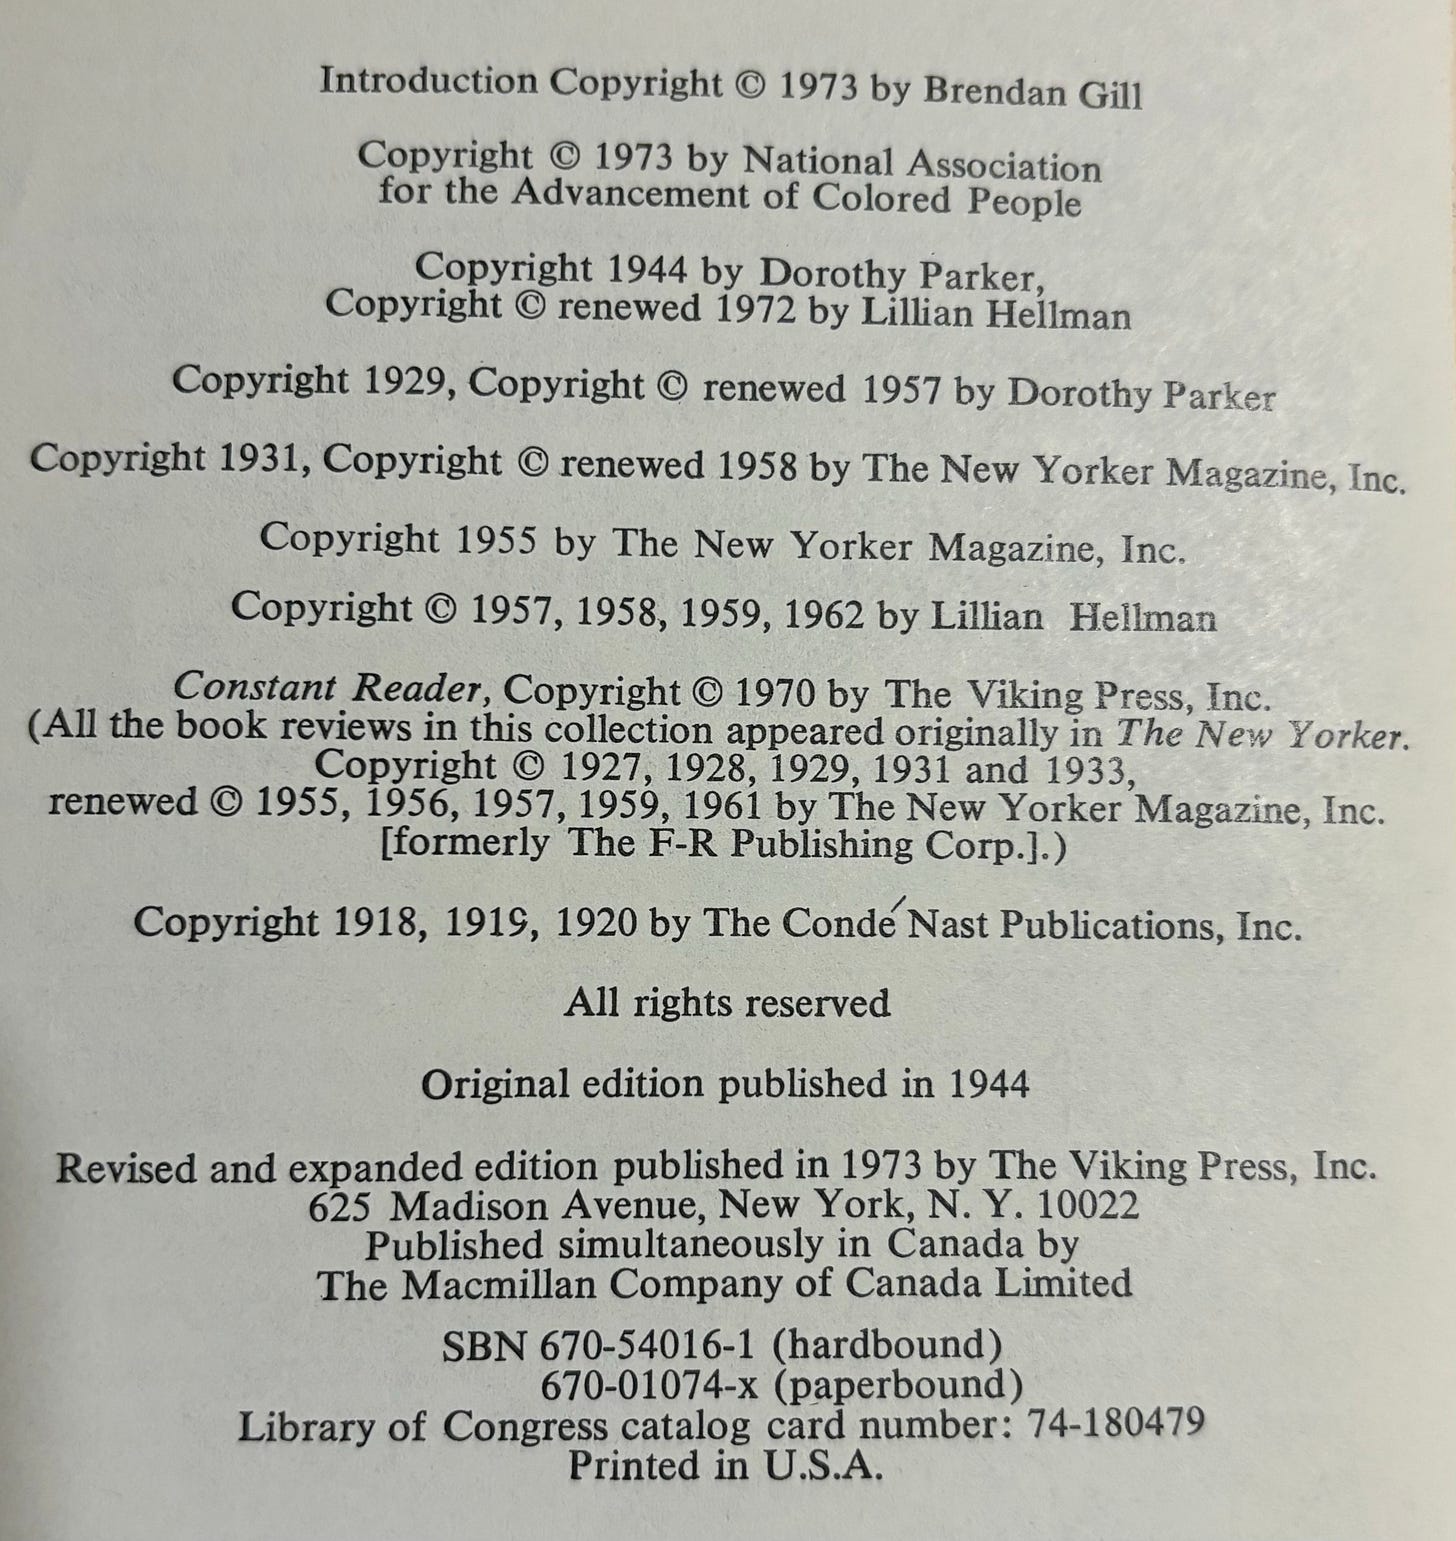 Introduction Copyright © 1973 by Brendan Gill
Copyright © 1973 by National Association
for the Advancement of Colored People
Copyright 1944 by Dorothy Parker,
Copyright © renewed 1972 by Lillian Hellman
Copyright 1929, Copyright © renewed 1957 by Dorothy Parker
Copyright 1931, Copyright © renewed 1958 by The New Yorker Magazine, Inc.
Copyright 1955 by The New Yorker Magazine, Inc.
Copyright © 1957, 1958, 1959, 1962 by Lillian Hellman
Constant Reader, Copyright © 1970 by The Viking Press, Inc.
(All the book reviews in this collection appeared originally in The New Yorker.
Copyright © 1927, 1928, 1929, 1931 and 1933,
renewed © 1955, 1956, 1957, 1959, 1961 by The New Yorker Magazine, Inc.
[formerly The F-R Publishing Corp.].)
Copyright 1918, 1919, 1920 by The Condé Nast Publications, Inc.
All rights reserved
Original edition published in 1944
Revised and expanded edition published in 1973 by The Viking Press, Inc.
625 Madison Avenue, New York, N. Y. 10022
Published simultaneously in Canada by
The Macmillan Company of Canada Limited
SBN 670-54016-1 (hardbound)
670-01074-x (paperbound)
Library of Congress catalog card number: 74-180479
Printed in U.S.A.